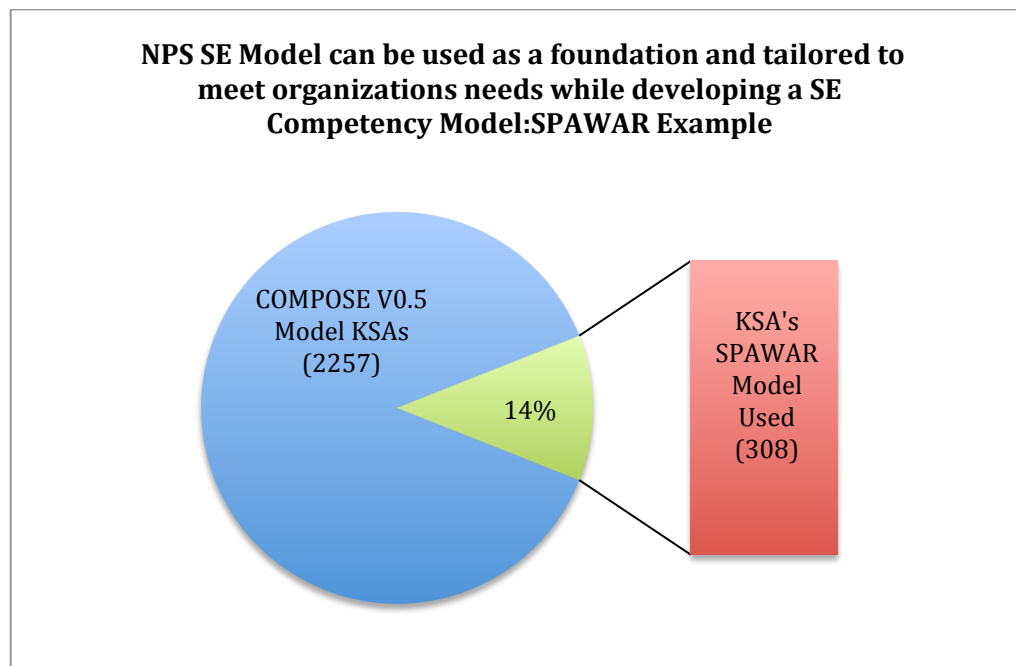 NPS SE Model can be used as a foundation and tailored to
meet organizations needs while developing a SE
Competency Model:SPAWAR Example
COMPOSE V0.5
Model KSAs
(2257)
14%
KSA's
SPAWAR
Model
Used
(308)